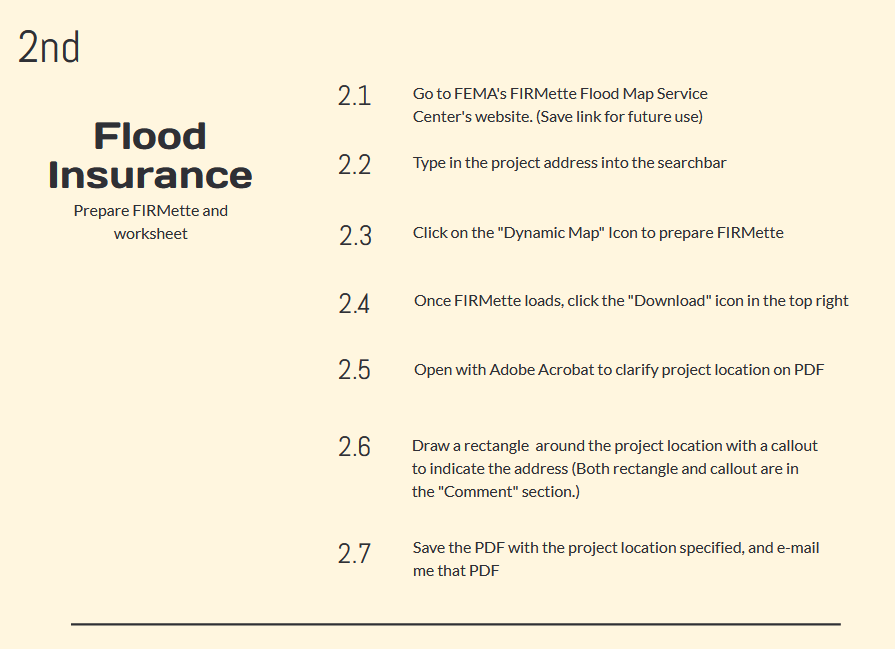 2nd
Flood
Insurance
Prepare FIRMette and
worksheet
2.1
Go to FEMA's FIRMette Flood Map Service
Center's website. (Save link for future use)
2.2
Type in the project address into the searchbar
2.3
Click on the "Dynamic Map" Icon to prepare FIRMette
2.4
Once FIRMette loads, click the "Download" icon in the top right
2.5
Open with Adobe Acrobat to clarify project location on PDF
2.6
Draw a rectangle  around the project location with a callout
to indicate the address (Both rectangle and callout are in
the "Comment" section.)
2.7
Save the PDF with the project location specified, and e-mail
me that PDF